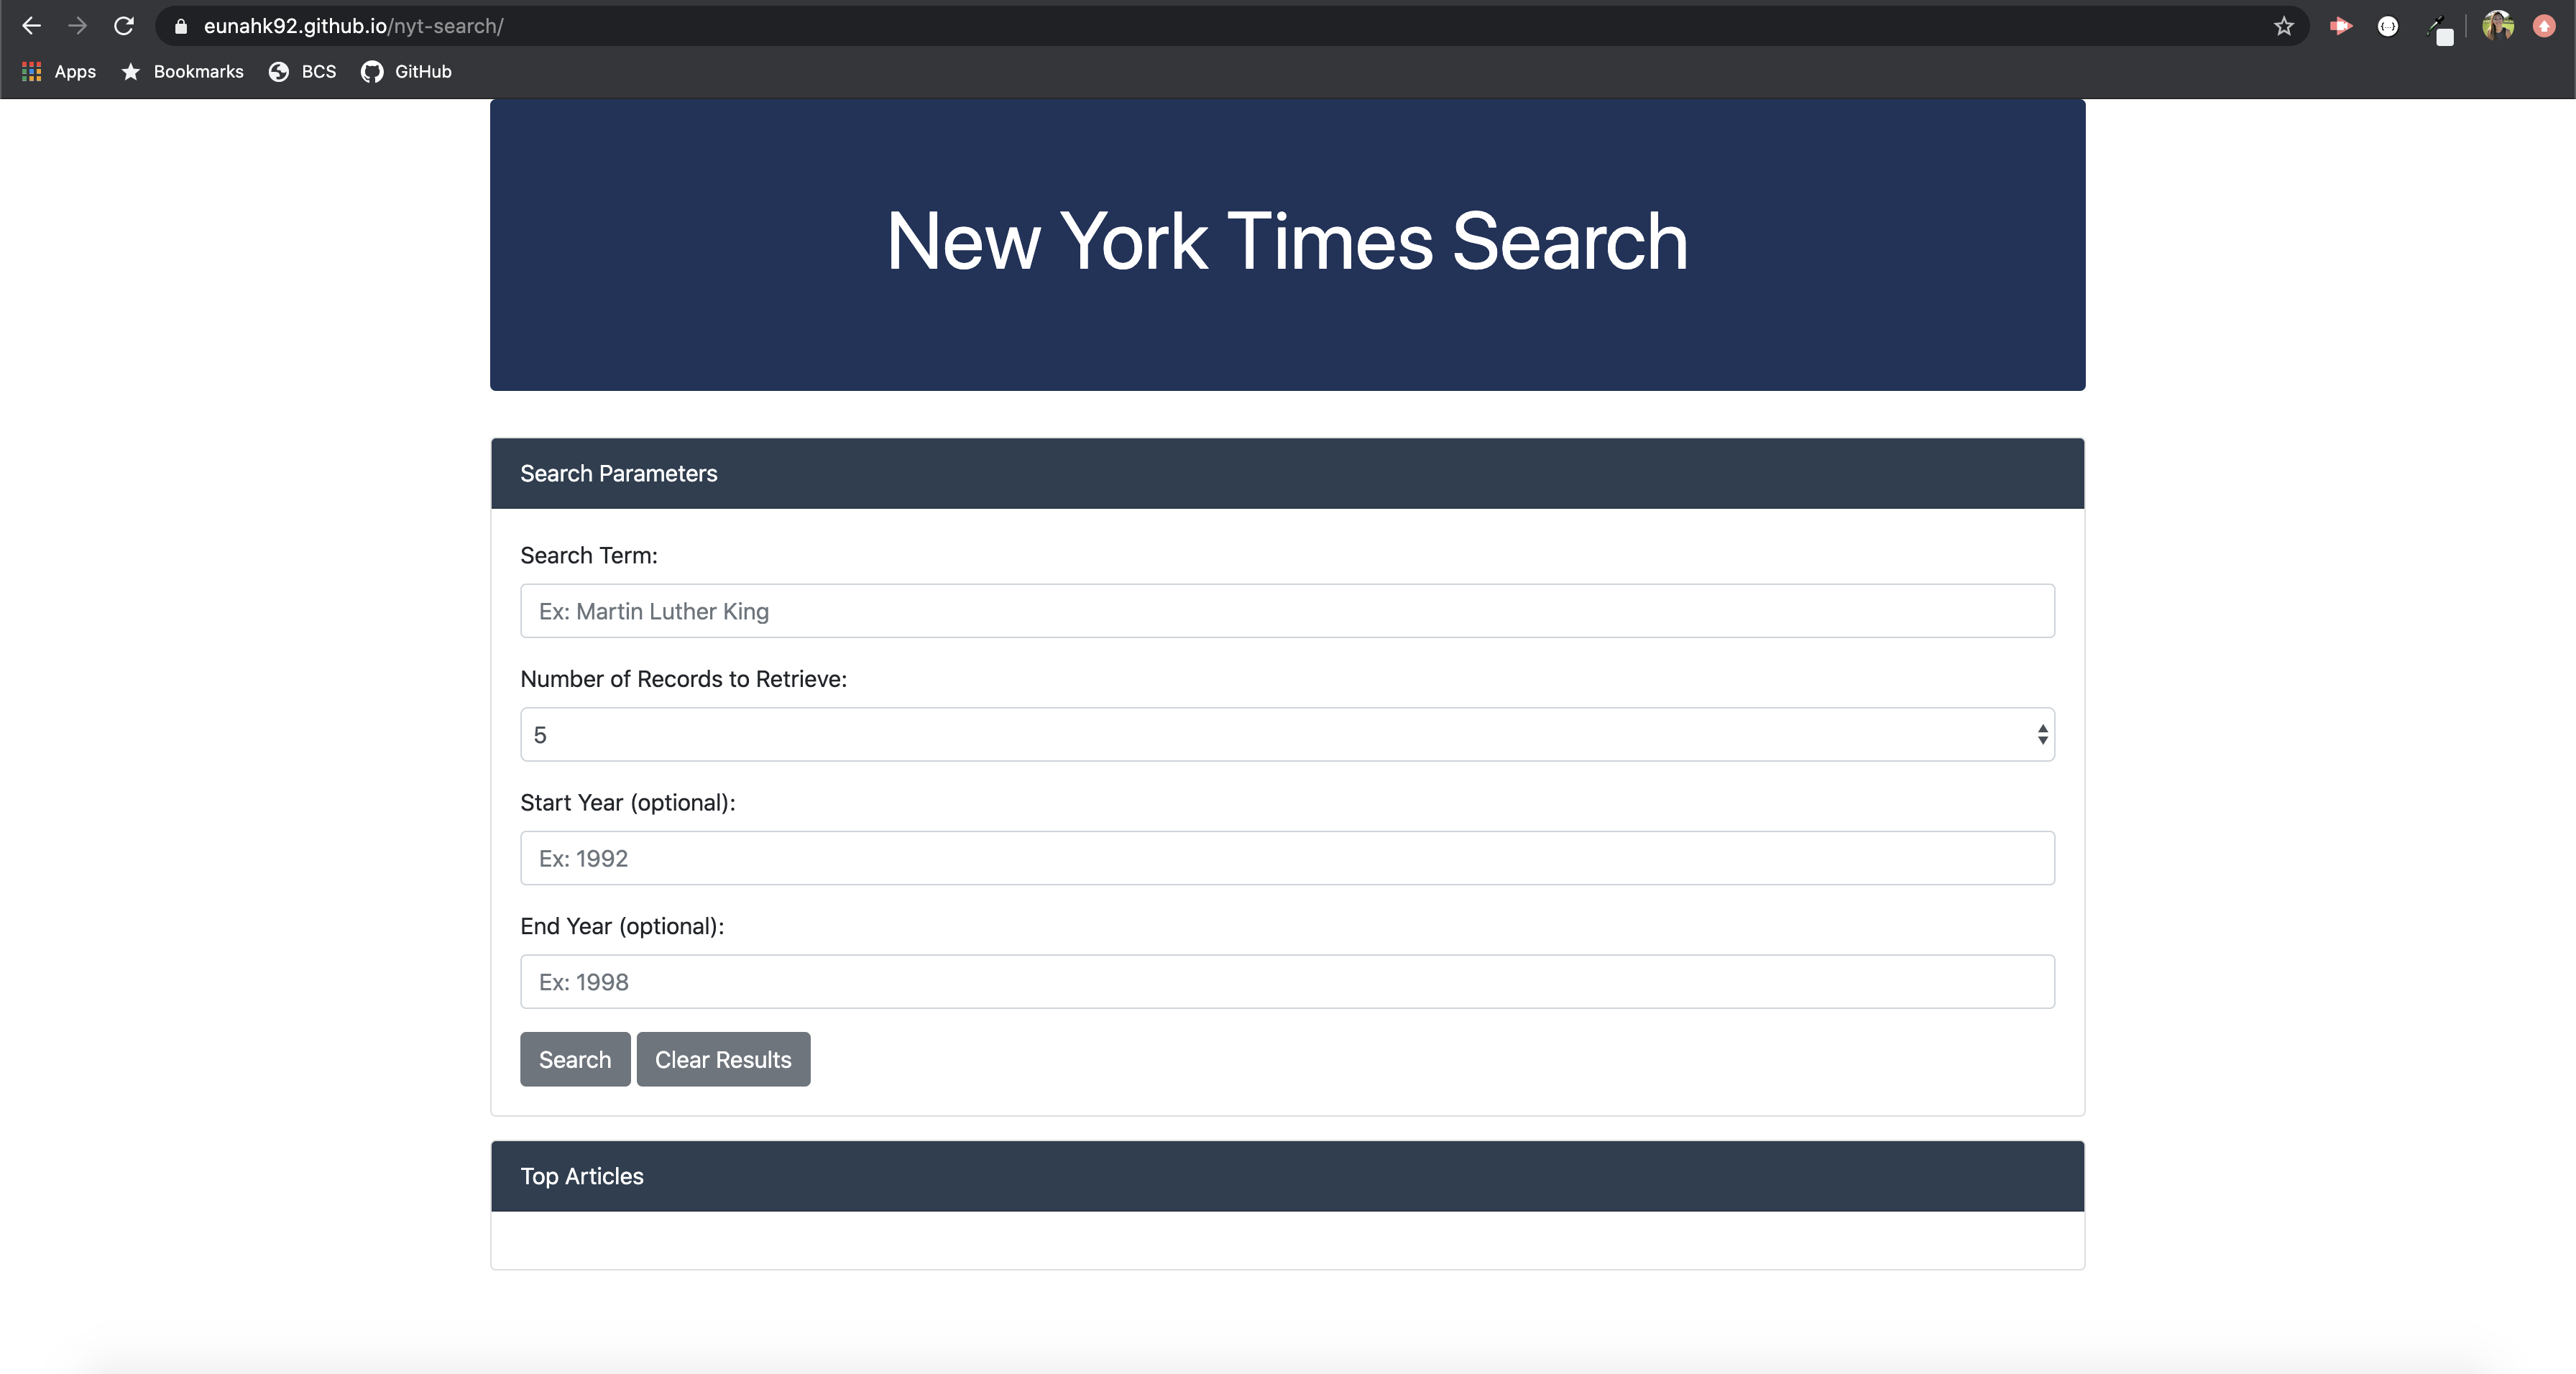 eunahk92.github.io/nyt-search/
Apps Bookmarks BCS GitHub
New York Times Search
Search Parameters
Search Term:
Ex: Martin Luther King
Number of Records to Retrieve:
5
Start Year (optional):
Ex: 1992
End Year (optional):
Ex: 1998
Search Clear Results
Top Articles